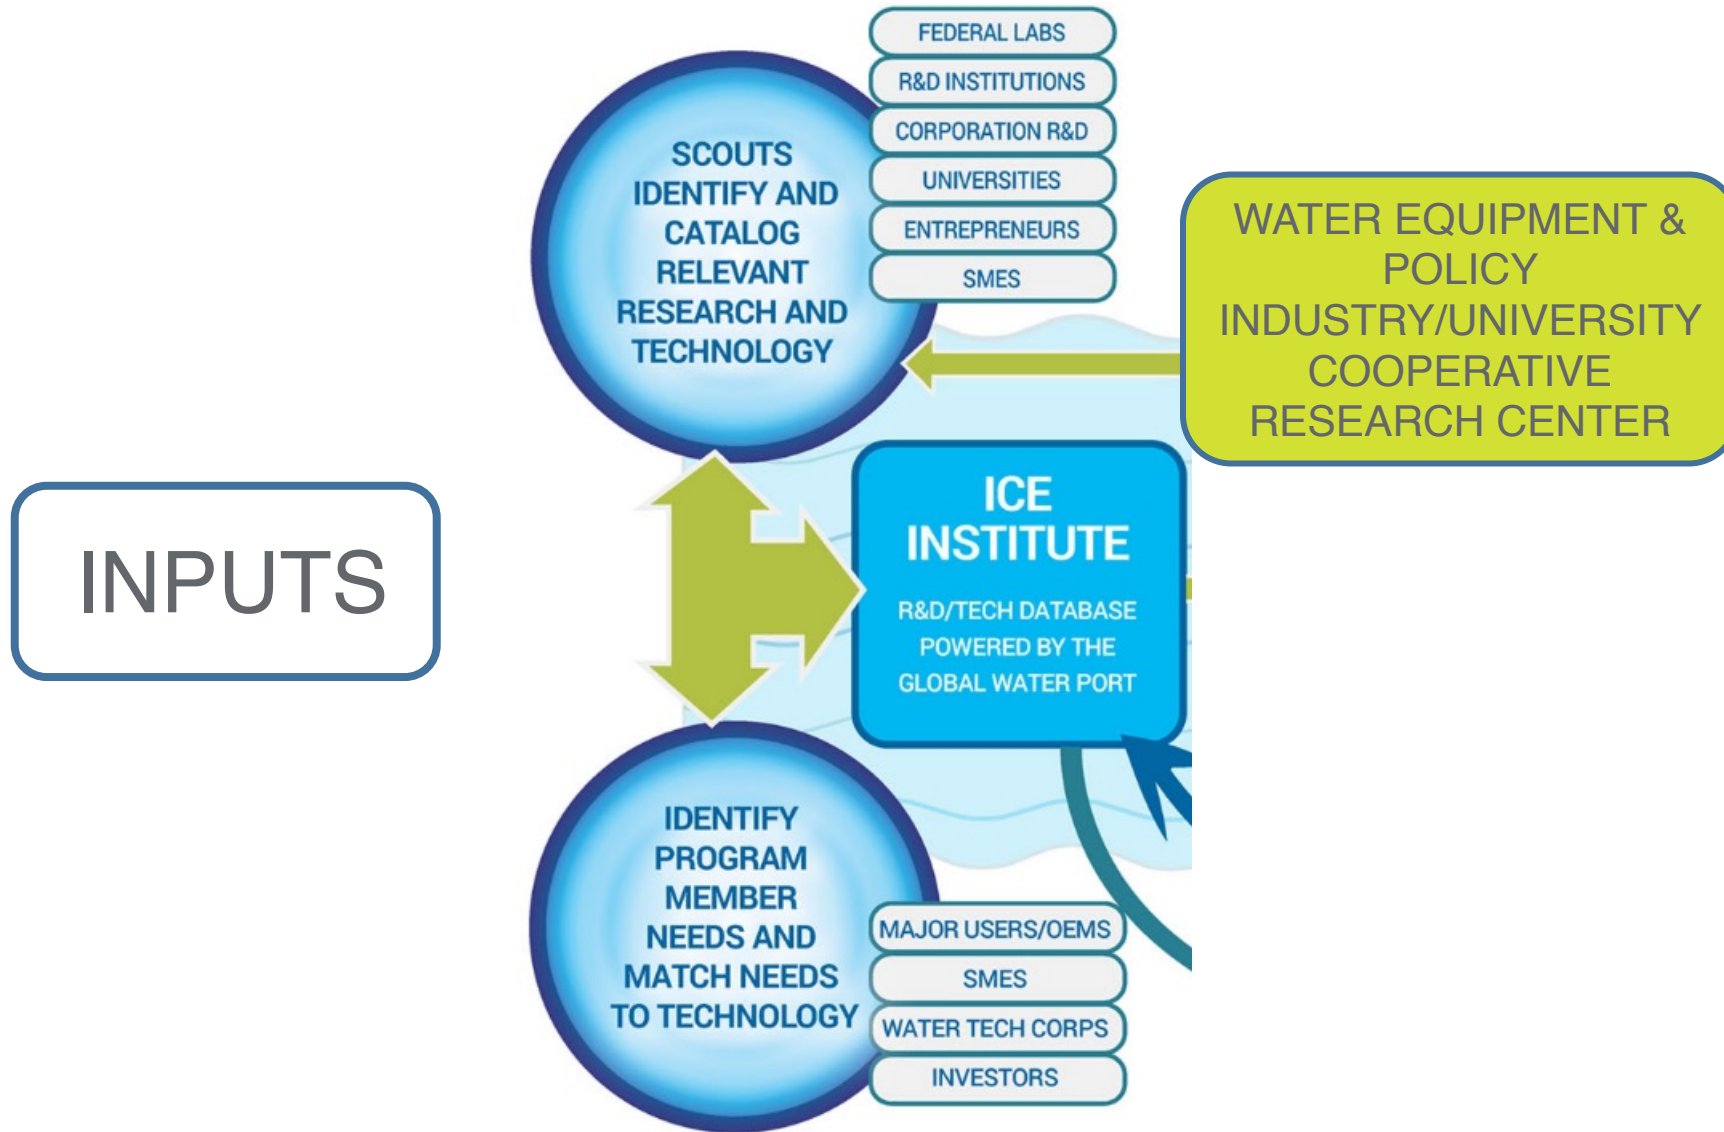 INPUTS
SCOUTS
IDENTIFY AND
CATALOG
RELEVANT
RESEARCH AND
TECHNOLOGY
FEDERAL LABS
R&D INSTITUTIONS
CORPORATION R&D
UNIVERSITIES
ENTREPRENEURS
SMES
WATER EQUIPMENT &
POLICY
INDUSTRY/UNIVERSITY
COOPERATIVE
RESEARCH CENTER
ICE
INSTITUTE
R&D/TECH DATABASE
POWERED BY THE
GLOBAL WATER PORT
IDENTIFY
PROGRAM
MEMBER
NEEDS AND
MATCH NEEDS
TO TECHNOLOGY
MAJOR USERS/OEMS
SMES
WATER TECH CORPS
INVESTORS